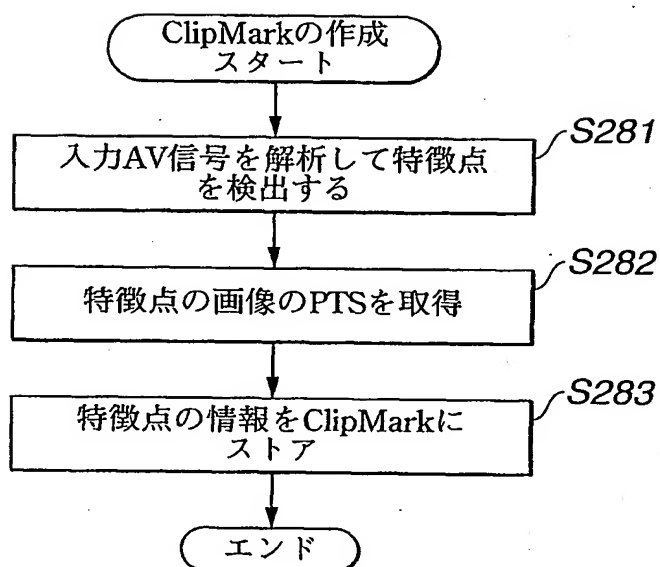 ClipMarkの作成
スタート
S281
入力AV信号を解析して特徴点
を検出する
S282
特徴点の画像のPTSを取得
S283
特徴点の情報をClipMarkに
ストア
エンド